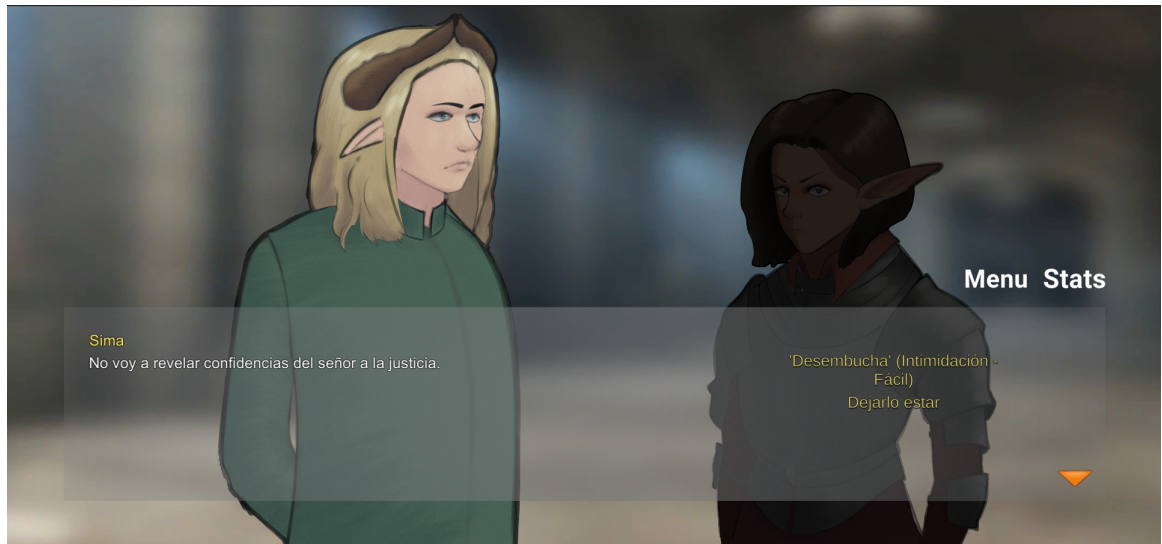 Menu Stats
Sima
No voy a revelar confidencias del señor a la justicia.
'Desembucha' (Intimidación -
Fácil)
Dejarlo estar